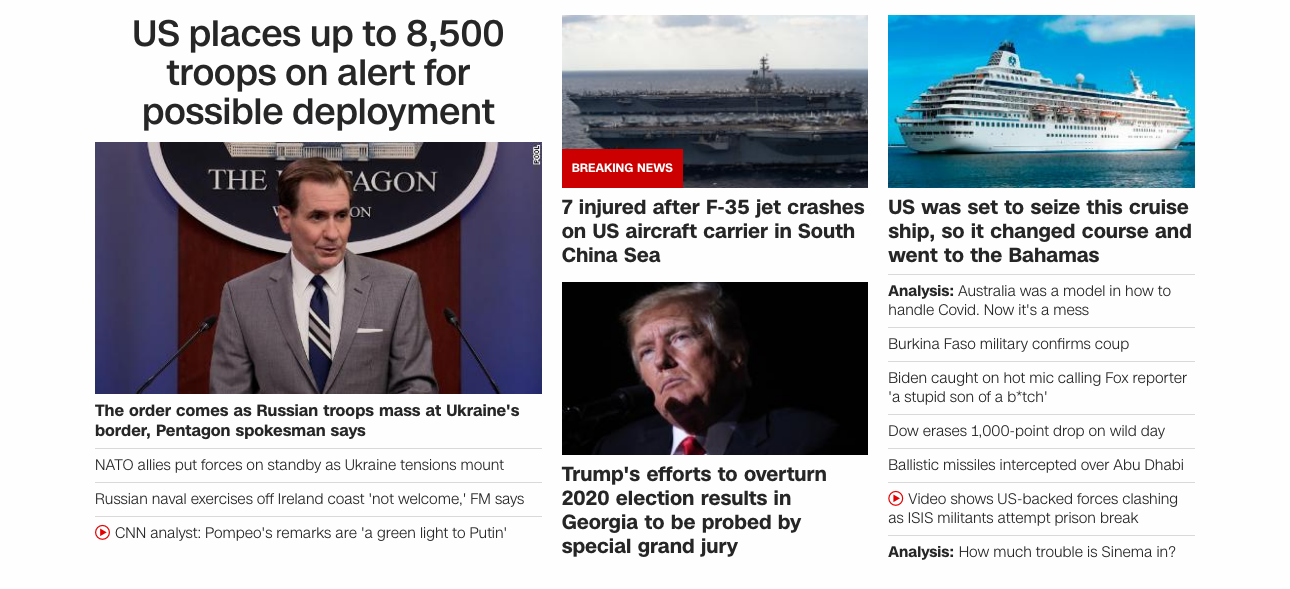 US places up to 8,500
troops on alert for
possible deployment
POOL
THE PENTAGON
The order comes as Russian troops mass at Ukraine's
border, Pentagon spokesman says
NATO allies put forces on standby as Ukraine tensions mount
Russian naval exercises off Ireland coast 'not welcome,' FM says
CNN analyst: Pompeo's remarks are 'a green light to Putin'
BREAKING NEWS
7 injured after F-35 jet crashes
on US aircraft carrier in South
China Sea
Trump's efforts to overturn
2020 election results in
Georgia to be probed by
special grand jury
US was set to seize this cruise
ship, so it changed course and
went to the Bahamas
Analysis: Australia was a model in how to
handle Covid. Now it's a mess
Burkina Faso military confirms coup
Biden caught on hot mic calling Fox reporter
'a stupid son of a b*tch'
Dow erases 1,000-point drop on wild day
Ballistic missiles intercepted over Abu Dhabi
Video shows US-backed forces clashing
as ISIS militants attempt prison break
Analysis: How much trouble is Sinema in?